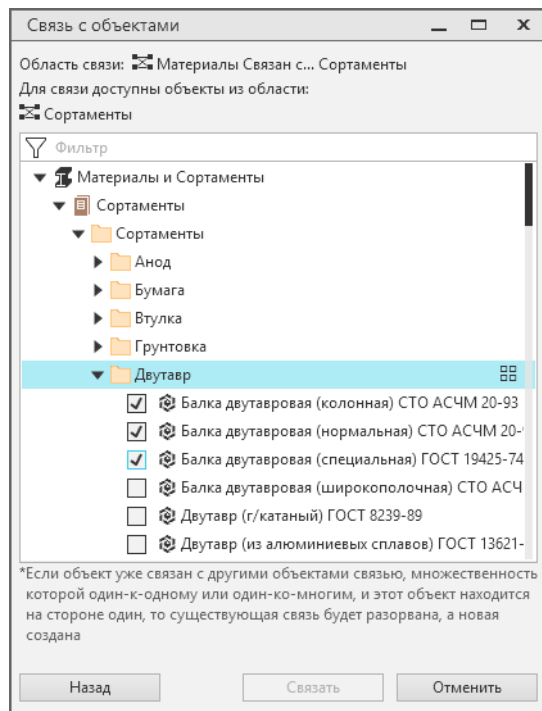 Связь с объектами
Область связи: Материалы Связан с... Сортаменты
Для связи доступны объекты из области:
Сортаменты
Фильтр
Материалы и Сортаменты
Сортаменты
Сортаменты
Анод
Бумага
Втулка
Грунтовка
Двутавр
Балка двутавровая (колонная) СТО АСЧМ 20-93
Балка двутавровая (нормальная) СТО АСЧМ 20-
Балка двутавровая (специальная) ГОСТ 19425-74
Балка двутавровая (широкополочная) СТО АСЧ
Двутавр (г/катаный) ГОСТ 8239-89
Двутавр (из алюминиевых сплавов) ГОСТ 13621-
*Если объект уже связан с другими объектами связью, множественность
которой один-к-одному или один-ко-многим, и этот объект находится
на стороне один, то существующая связь будет разорвана, а новая
создана
Назад Связать Отменить